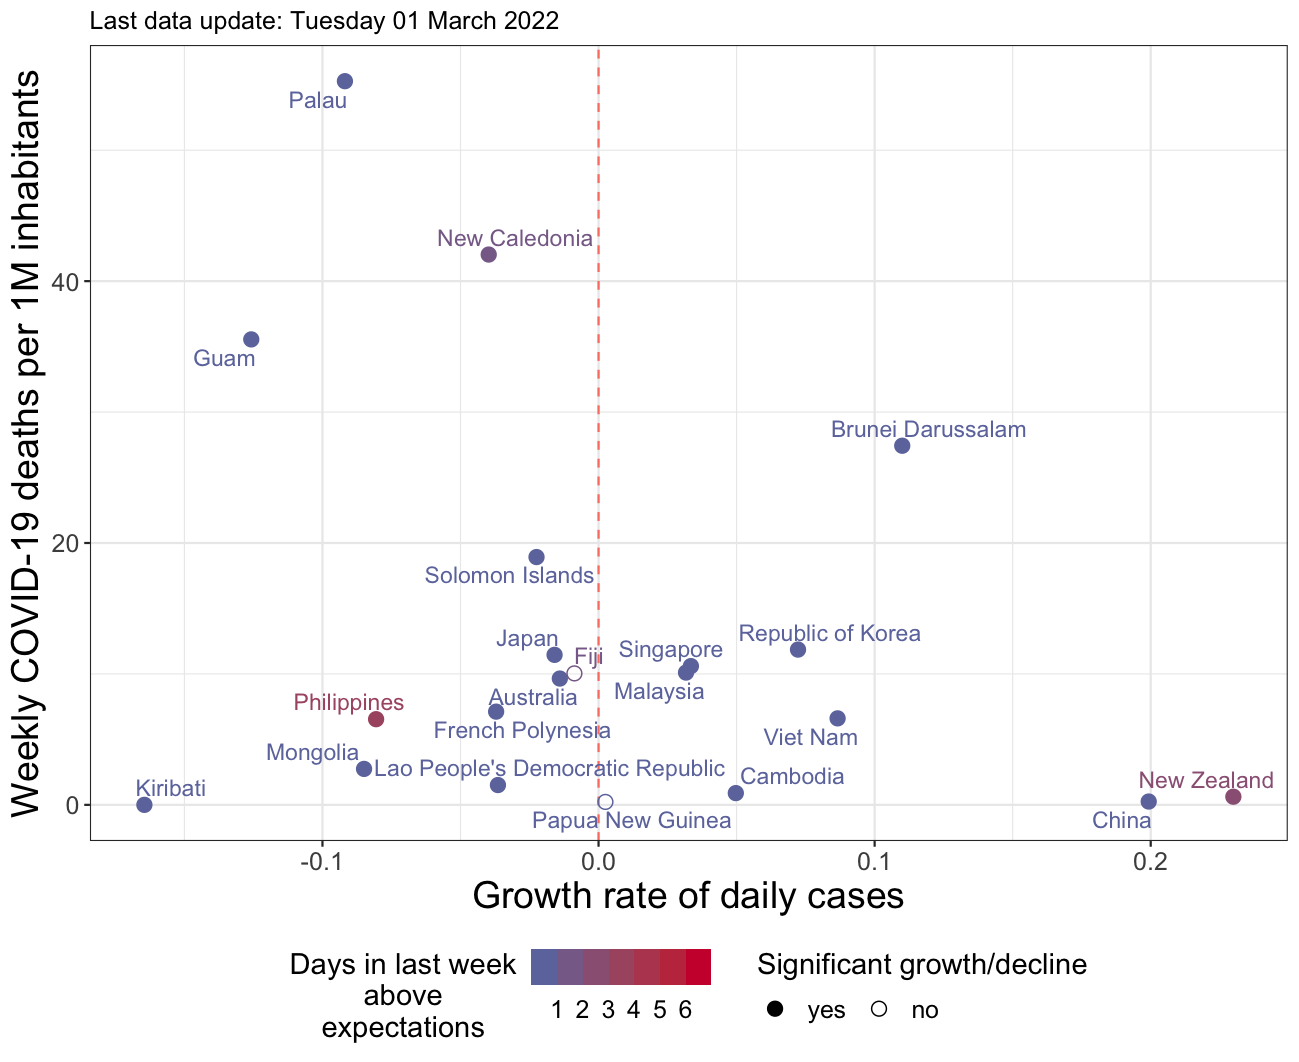 Last data update: Tuesday 01 March 2022
Weekly COVID-19 deaths per 1M inhabitants
Palau
New Caledonia
40
Guam
Brunei Darussalam
20
Solomon Islands
Japan
Fiji
Singapore
Republic of Korea
Australia
Malaysia
Philippines
French Polynesia
Viet Nam
Mongolia
Lao People's Democratic Republic
Cambodia
Kiribati
New Zealand
0
Papua New Guinea
China
-0.1 0.0 0.1 0.2
Growth rate of daily cases
Days in last week
above
expectations
1 2 3 4 5 6
Significant growth/decline
yes no